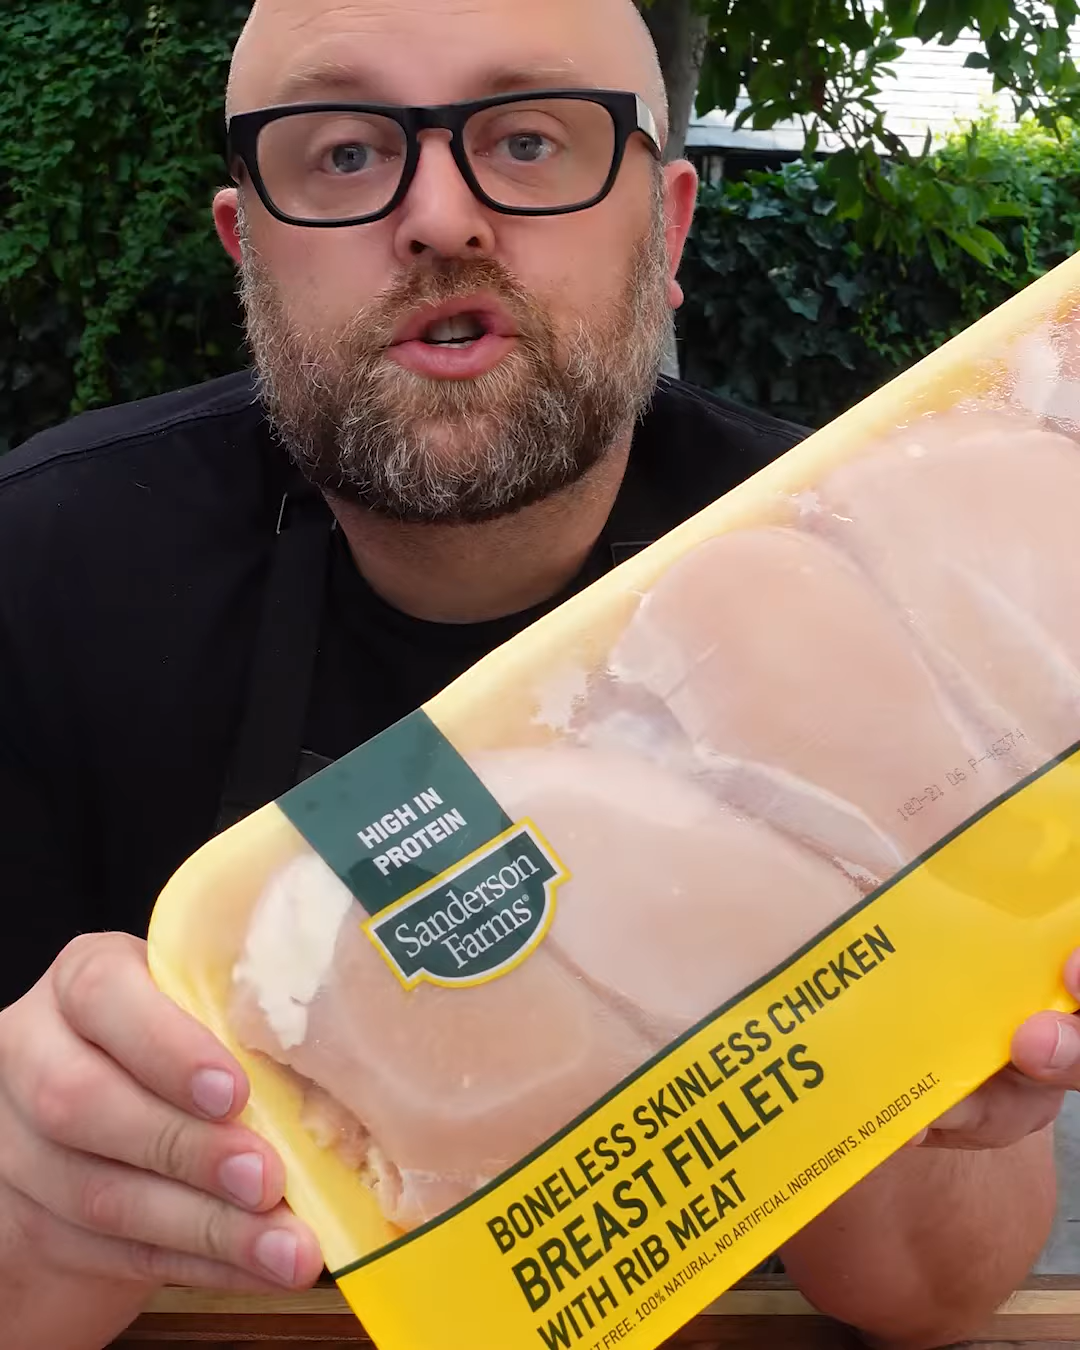 HIGH IN
PROTEIN
Sanderson
Farms®
BONELESS SKINLESS CHICKEN
BREAST FILLETS
WITH RIB MEAT
FREE. 100% NATURAL. NO ARTIFICIAL INGREDIENTS. NO ADDED SALT.